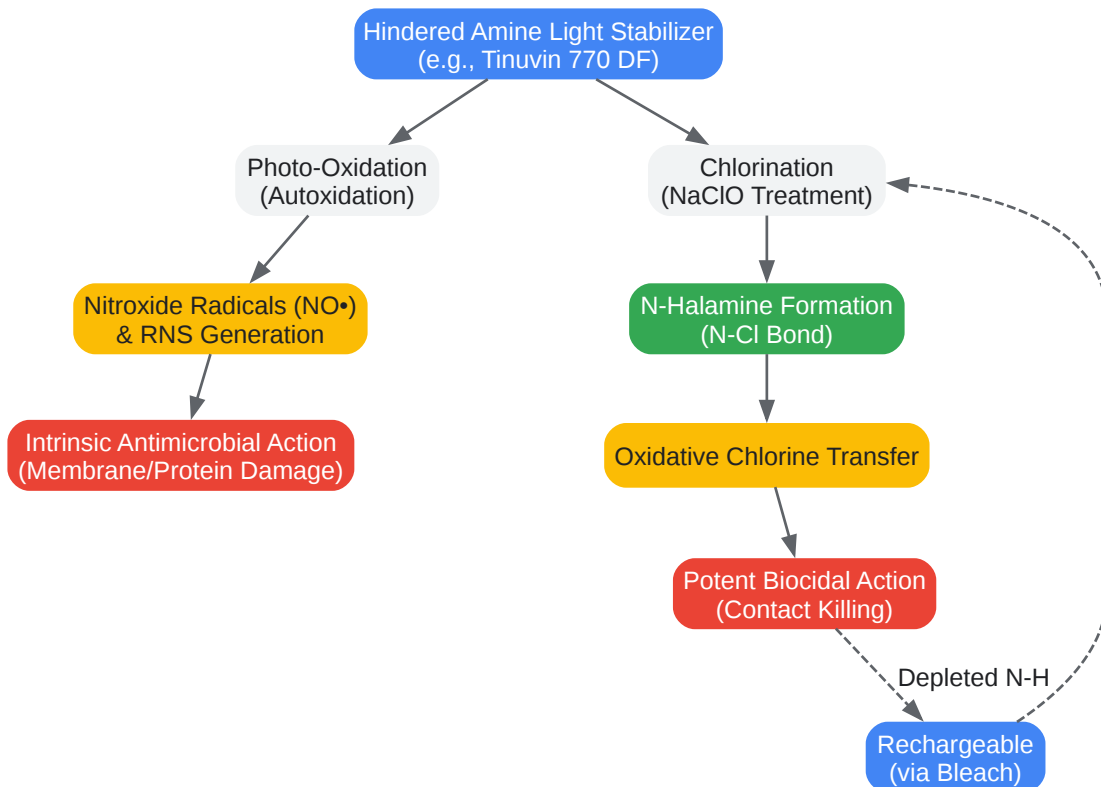 Hindered Amine Light Stabilizer
(e.g., Tinuvin 770 DF)
Photo-Oxidation
(Autoxidation)
Chlorination
(NaClO Treatment)
Nitroxide Radicals (NO•)
& RNS Generation
N-Halamine Formation
(N-Cl Bond)
Intrinsic Antimicrobial Action
(Membrane/Protein Damage)
Oxidative Chlorine Transfer
Potent Biocidal Action
(Contact Killing)
Depleted N-H
Rechargeable
(via Bleach)